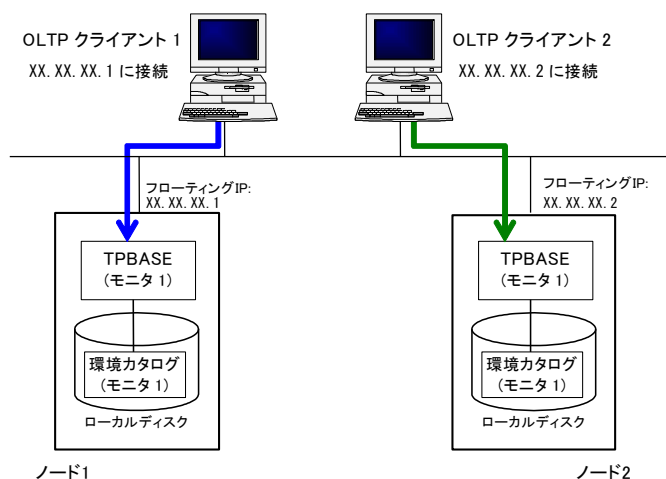 OLTP クライアント 1
XX.XX.XX.1 に接続
OLTP クライアント 2
XX.XX.XX.2 に接続
フローティングIP:
XX.XX.XX.1
フローティングIP:
XX.XX.XX.2
TPBASE
(モニタ 1)
環境カタログ
(モニタ 1)
ローカルディスク
TPBASE
(モニタ 1)
環境カタログ
(モニタ 1)
ローカルディスク
ノード1
ノード2